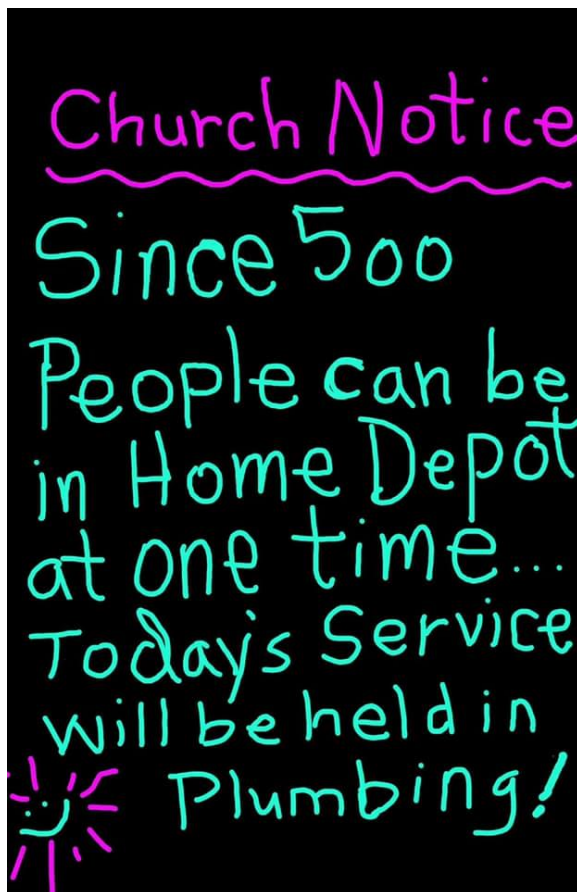 Church Notice
Since 500
People can be
in Home Depot
at one time...
Today's Service
will be held in
Plumbing!